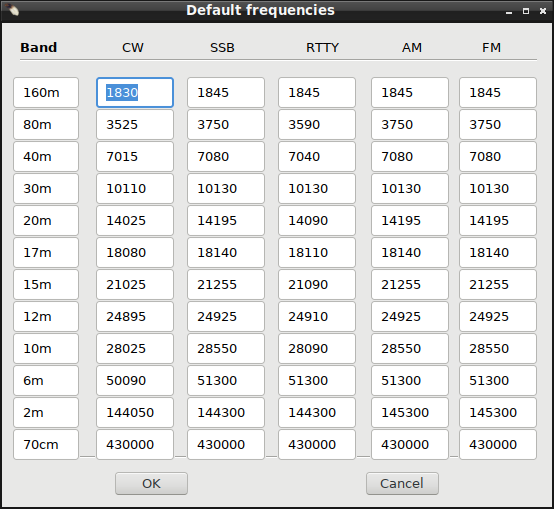 Default frequencies
Band CW SSB RTTY AM FM
160m 1830 1845 1845 1845 1845
80m 3525 3750 3590 3750 3750
40m 7015 7080 7040 7080 7080
30m 10110 10130 10130 10130 10130
20m 14025 14195 14090 14195 14195
17m 18080 18140 18110 18140 18140
15m 21025 21255 21090 21255 21255
12m 24895 24925 24910 24925 24925
10m 28025 28550 28090 28550 28550
6m 50090 51300 51300 51300 51300
2m 144050 144300 144300 145300 145300
70cm 430000 430000 430000 430000 430000
OK Cancel